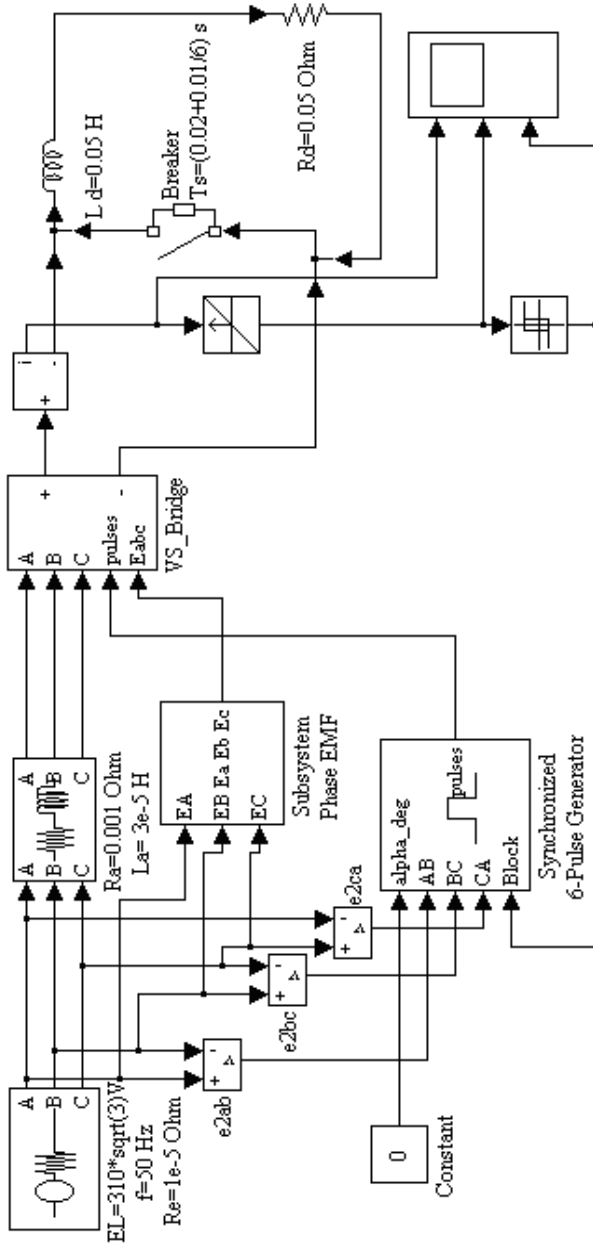 A
B
C
EL=310*sqrt(3)V
f=50 Hz
Re=1e-5 Ohm
A
B
C
A
B
C
Ra=0.001 Ohm
La= 3e-5 H
+ -
v
e2ab
+ -
v
e2bc
+ -
v
e2ca
0
Constant
EA
EB Ea Eb Ec
EC
Subsystem
Phase EMF
alpha_deg
AB
BC
CA
Block
pulses
Synchronized
6-Pulse Generator
A
B
C
pulses
Eabc
+
-
VS_Bridge
+
i
-
L d=0.05 H
Breaker
Ts=(0.02+0.01/6) s
Rd=0.05 Ohm